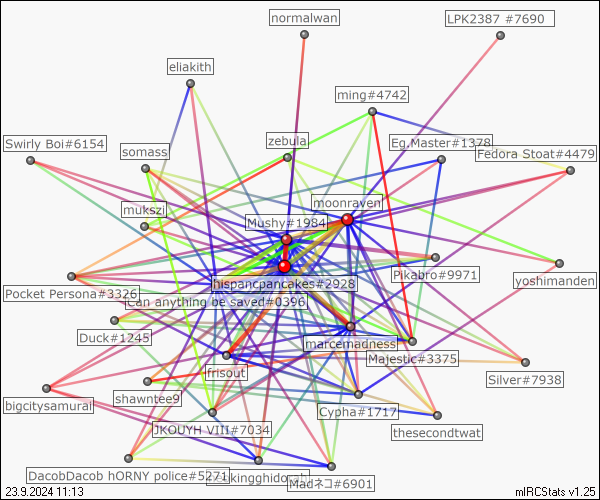 normalwan
LPK2387 #7690
eliakith
ming#4742
Swirly Boi#6154
somass
zebula
Eg.Master#1378
Fedora Stoat#4479
mukszi
Mushy#1984
moonraven
hispancpancakes#2928
Pikabro#9971
yoshimanden
Pocket Persona#3326
Can anything be saved#0396
Duck#1245
marcemadness
Majestic#3375
frisout
Silver#7938
bigcitysamurai
shawntee9
Cypha#1717
JKOUYH VIII#7034
thesecondtwat
DacobDacob hORNY police#5271
Madネコ#6901
23.9.2024 11:13
mIRCStats v1.25